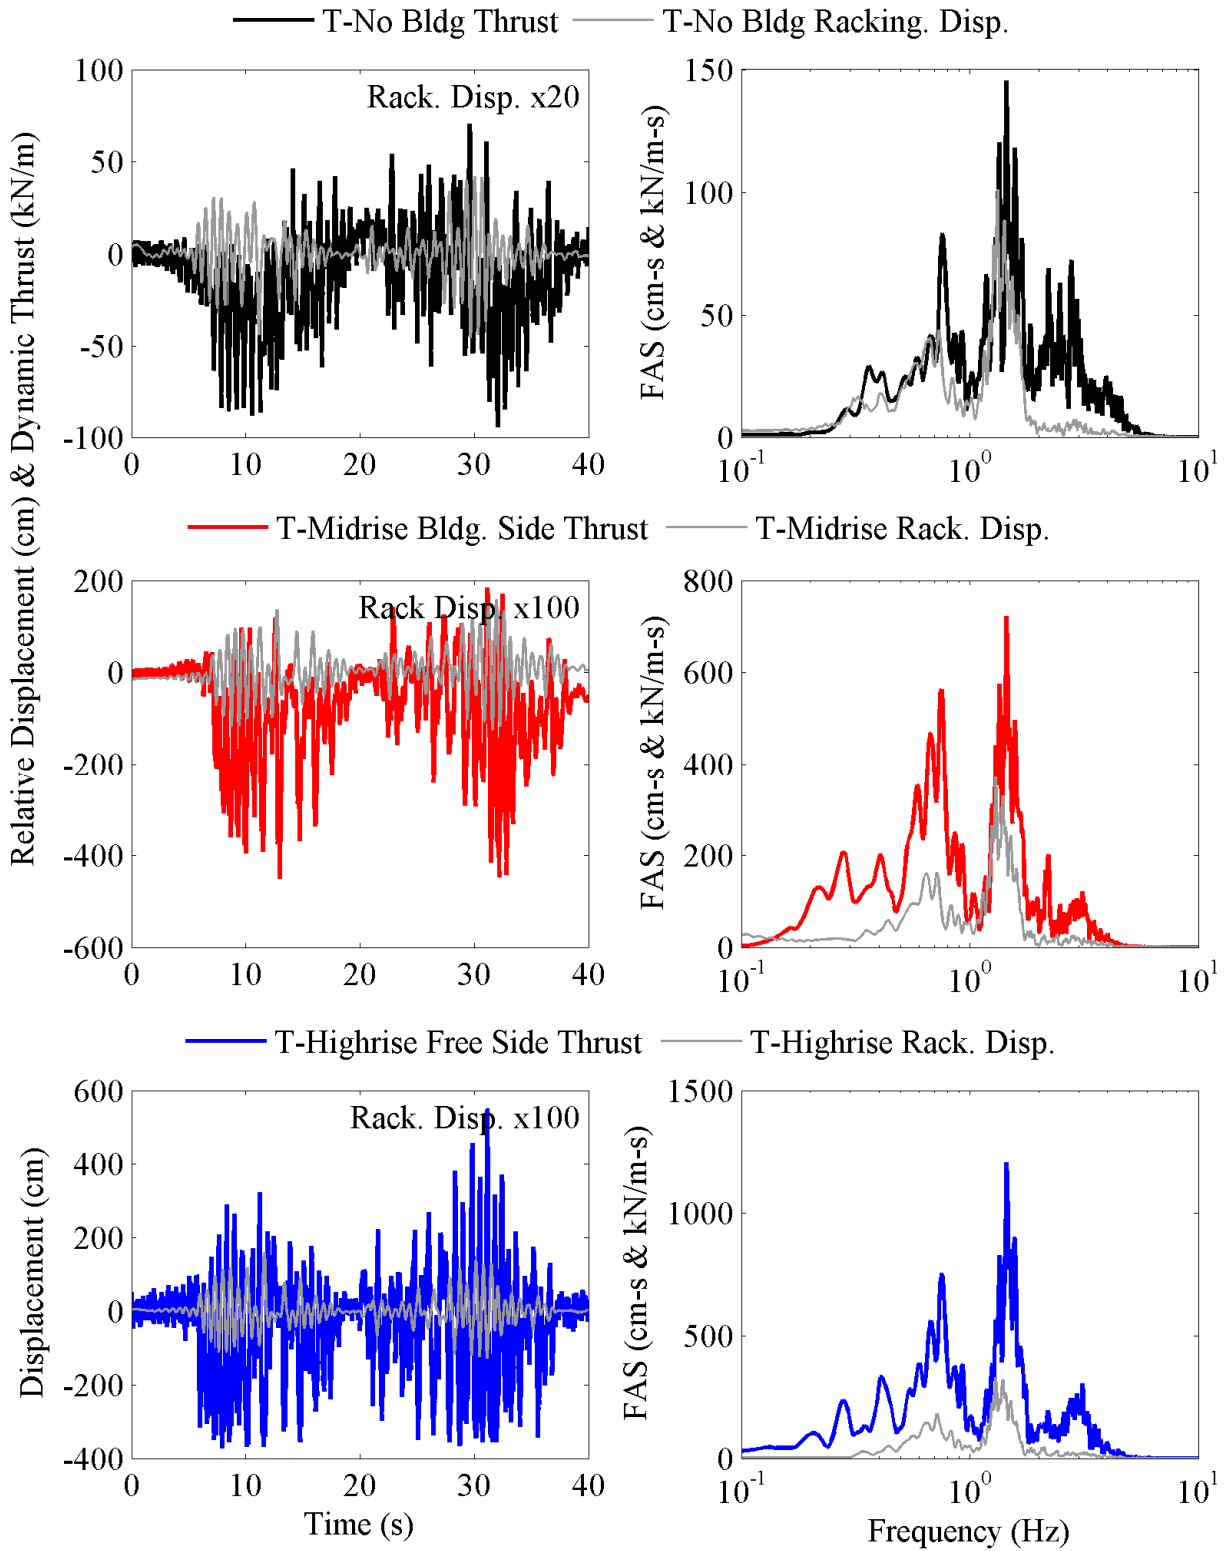 T-No Bldg Thrust T-No Bldg Racking. Disp.
Relative Displacement (cm) & Dynamic Thrust (kN/m)
100
50
0
-50
-100
Rack. Disp. x20
0 10 20 30 40
FAS (cm-s & kN/m-s)
150
100
50
0
10-1 100 101
T-Midrise Bldg. Side Thrust T-Midrise Rack. Disp.
200
0
-200
-400
-600
Rack Disp. x100
0 10 20 30 40
FAS (cm-s & kN/m-s)
800
600
400
200
0
10-1 100 101
T-Highrise Free Side Thrust T-Highrise Rack. Disp.
Displacement (cm)
600
400
200
0
-200
-400
Rack. Disp. x100
0 10 20 30 40
Time (s)
FAS (cm-s & kN/m-s)
1500
1000
500
0
10-1 100 101
Frequency (Hz)